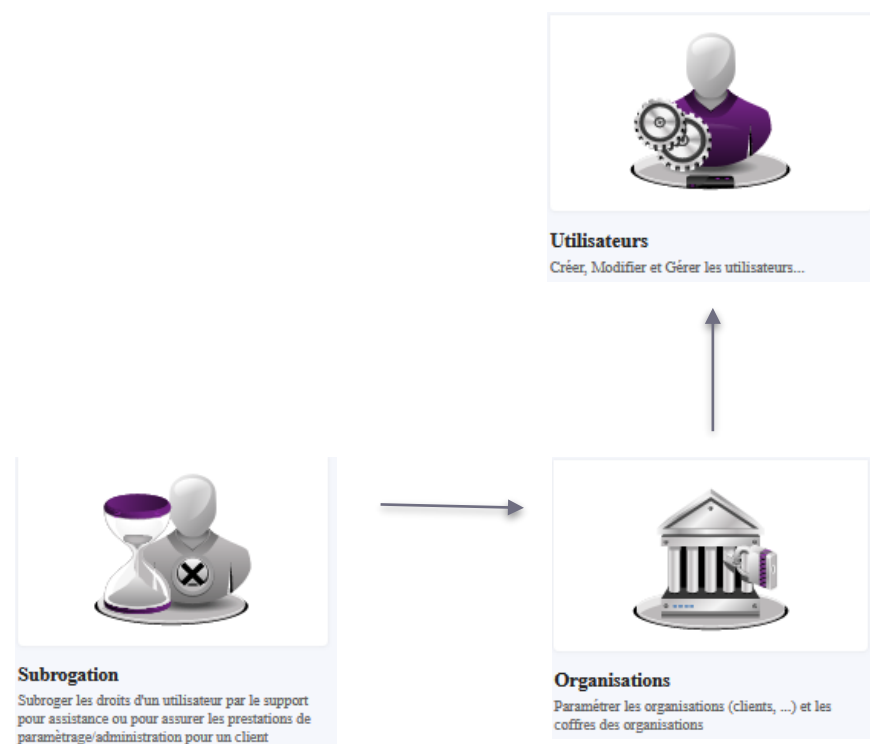 Utilisateurs
Créer, Modifier et Gérer les utilisateurs...
Subrogation
Subroger les droits d'un utilisateur par le support
pour assistance ou pour assurer les prestations de
paramètrage/administration pour un client
Organisations
Paramétrer les organisations (clients, ...) et les
coffres des organisations